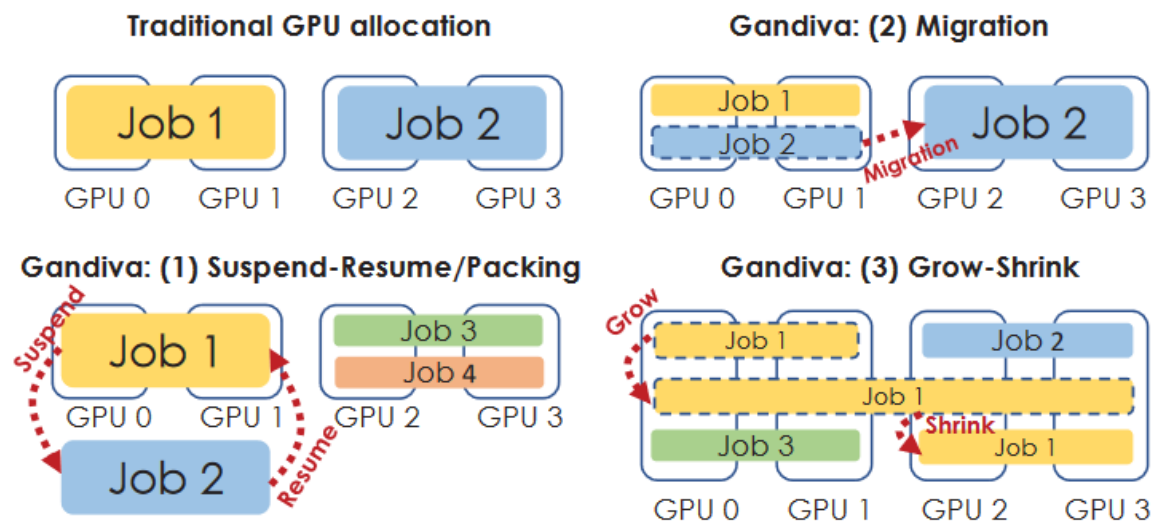 Traditional GPU allocation
Job 1
Job 2
GPU 0
GPU 1
GPU 2
GPU 3
Gandiva: (2) Migration
Job 1
Job 2
Migration
Job 2
GPU 0
GPU 1
GPU 2
GPU 3
Gandiva: (1) Suspend-Resume/Packing
Suspend
Job 1
Job 3
Job 4
GPU 0
GPU 1
GPU 2
GPU 3
Job 2
Resume
Gandiva: (3) Grow-Shrink
Grow
Job 1
Job 2
Job 1
Shrink
Job 3
Job 1
GPU 0
GPU 1
GPU 2
GPU 3